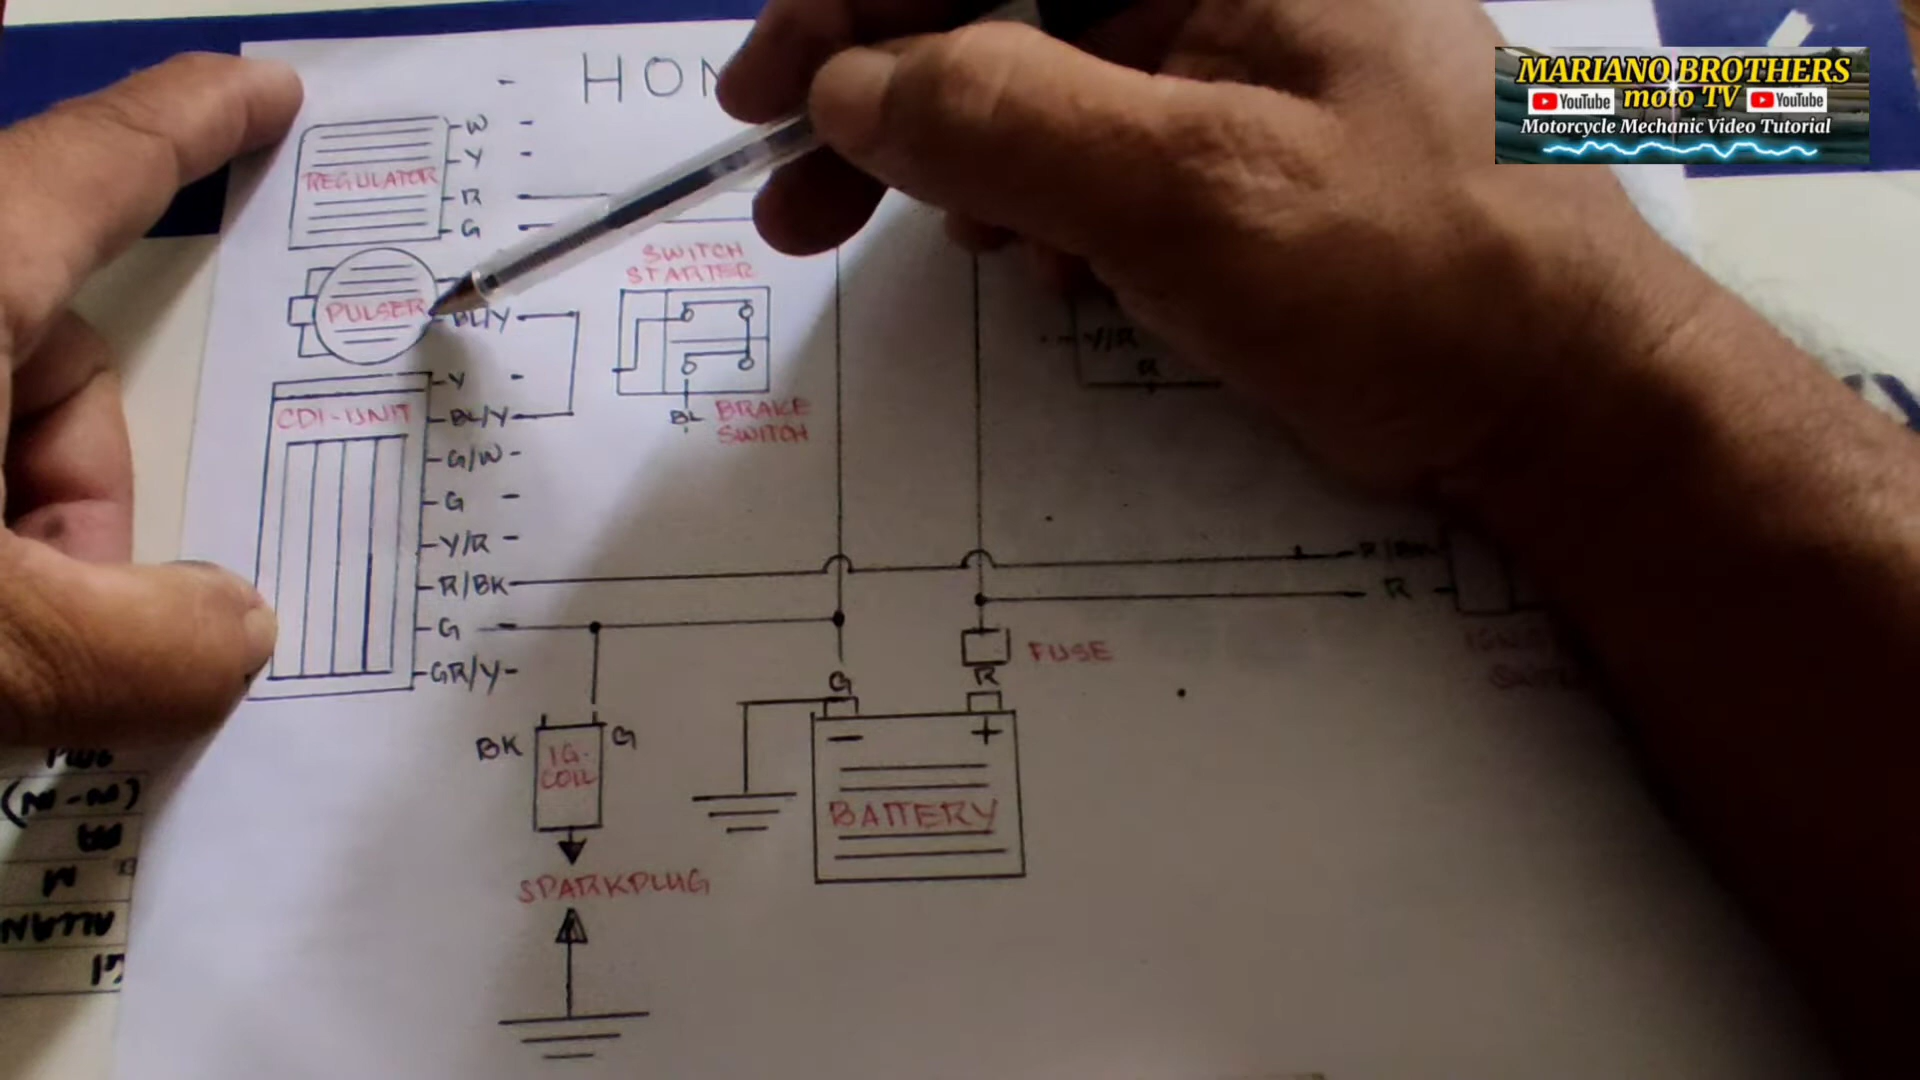 - HON
MARIANO BROTHERS
YouTube moto TV YouTube
Motorcycle Mechanic Video Tutorial
REGULATOR
W -
Y -
R -
G -
PULSER
BL/Y
SWITCH
STARTER
BL
BRAKE
SWITCH
Y/R
R
CDI-UNIT
Y -
BL/Y
G/W -
G -
Y/R -
R/BK
G
GR/Y -
R
FUSE
G
R
BK
G
IG-
COIL
SPARKPLUG
- +
BATTERY
ALLAN